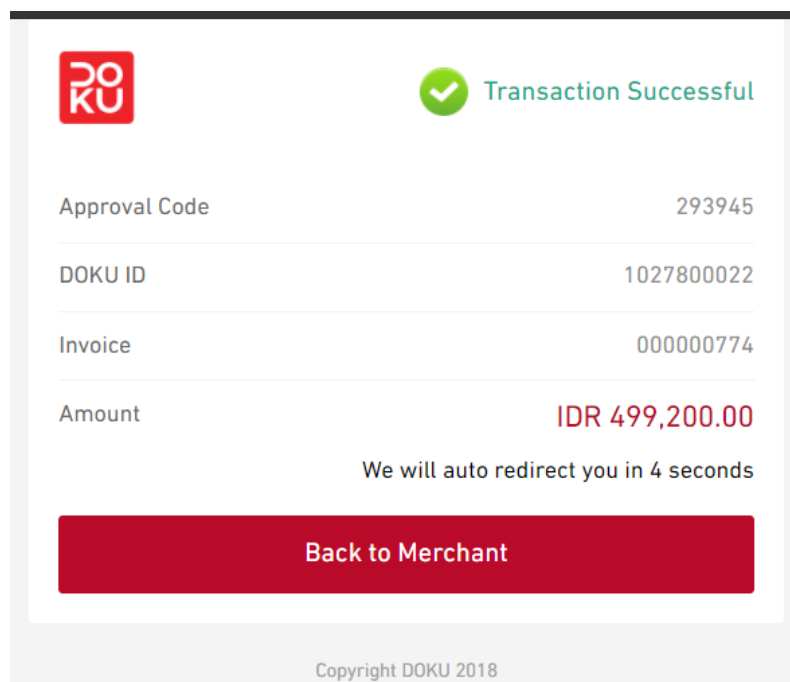 DOKU
Transaction Successful
Approval Code 293945
DOKU ID 1027800022
Invoice 000000774
Amount IDR 499,200.00
We will auto redirect you in 4 seconds
Back to Merchant
Copyright DOKU 2018